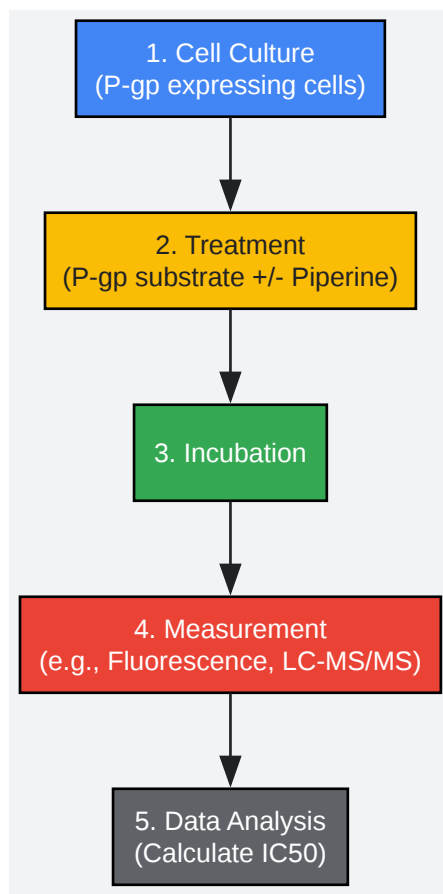 1. Cell Culture
(P-gp expressing cells)
2. Treatment
(P-gp substrate +/- Piperine)
3. Incubation
4. Measurement
(e.g., Fluorescence, LC-MS/MS)
5. Data Analysis
(Calculate IC50)